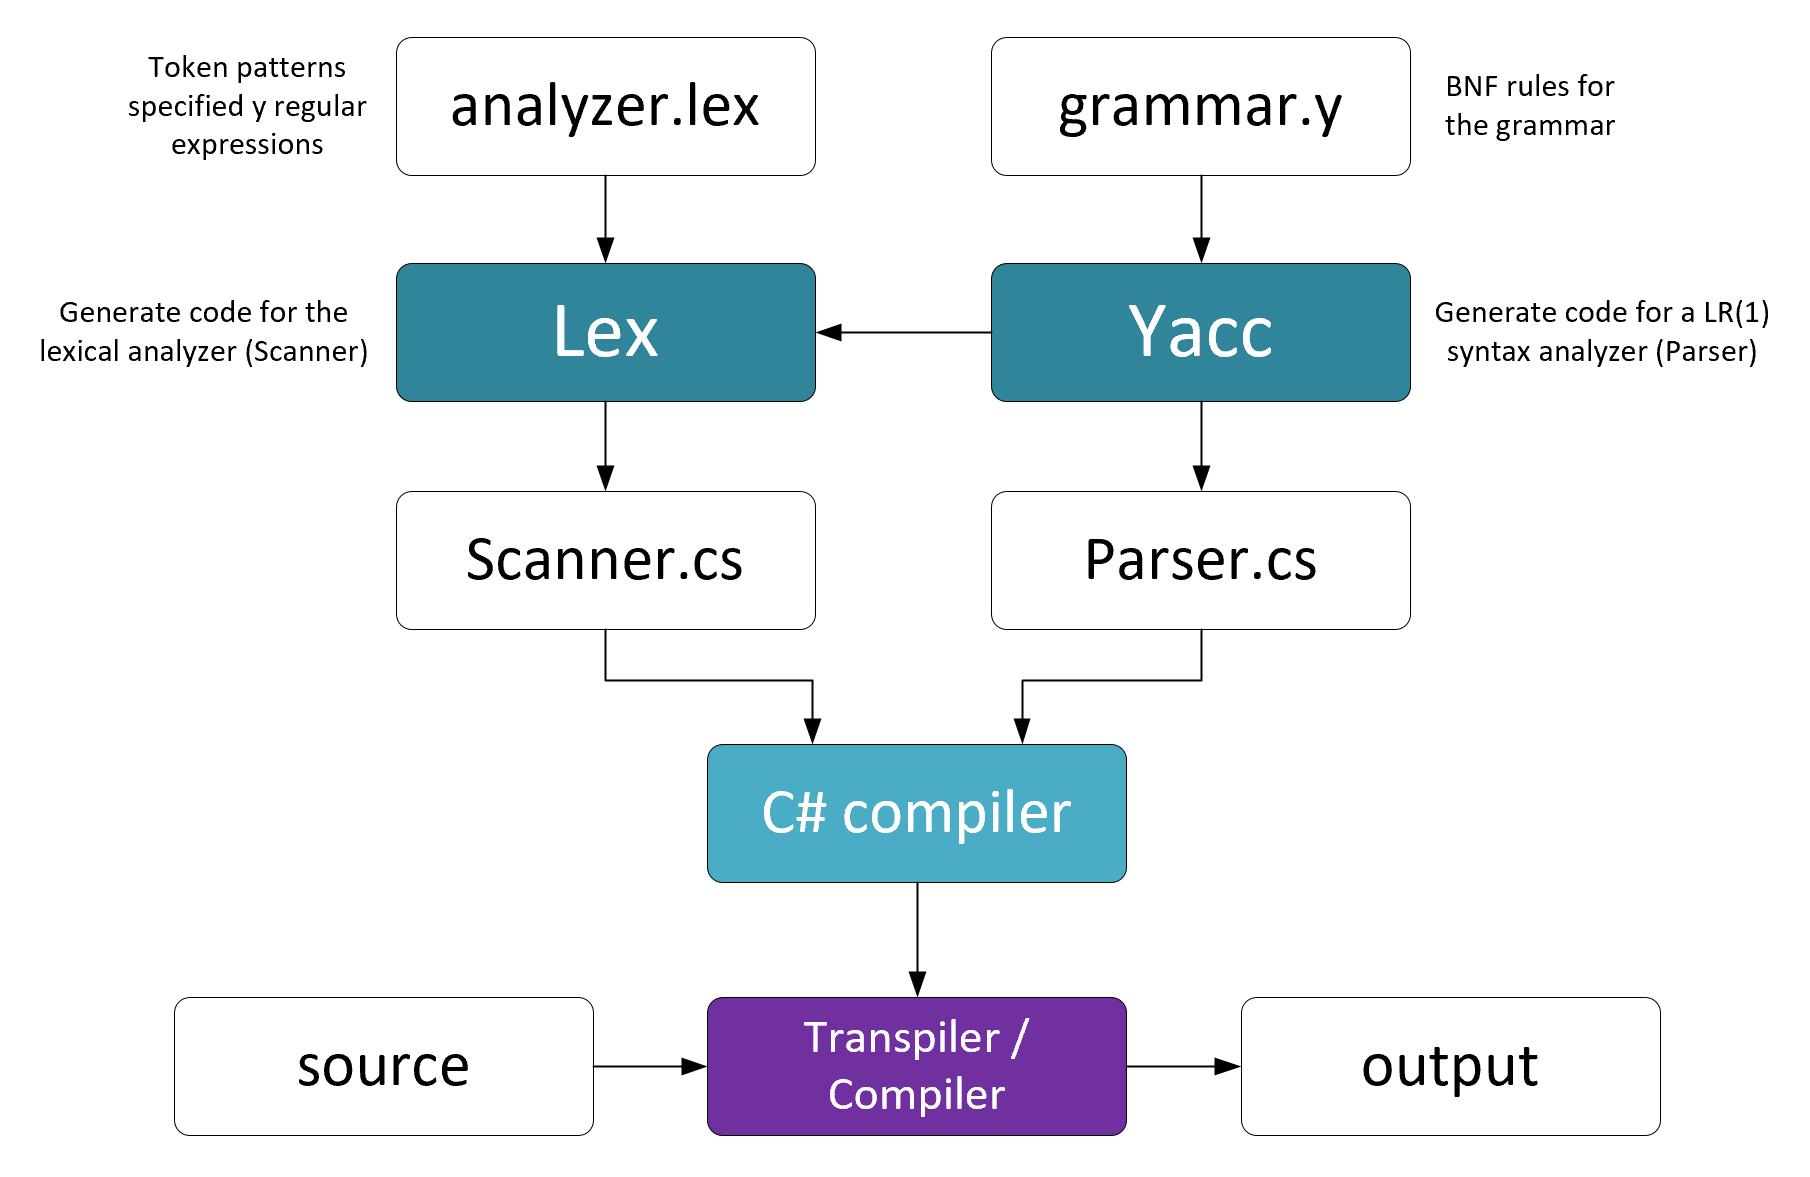 Token patterns
specified y regular
expressions
analyzer.lex
grammar.y
BNF rules for
the grammar
Generate code for the
lexical analyzer (Scanner)
Lex
Yacc
Generate code for a LR(1)
syntax analyzer (Parser)
Scanner.cs
Parser.cs
C# compiler
source
Transpiler /
Compiler
output